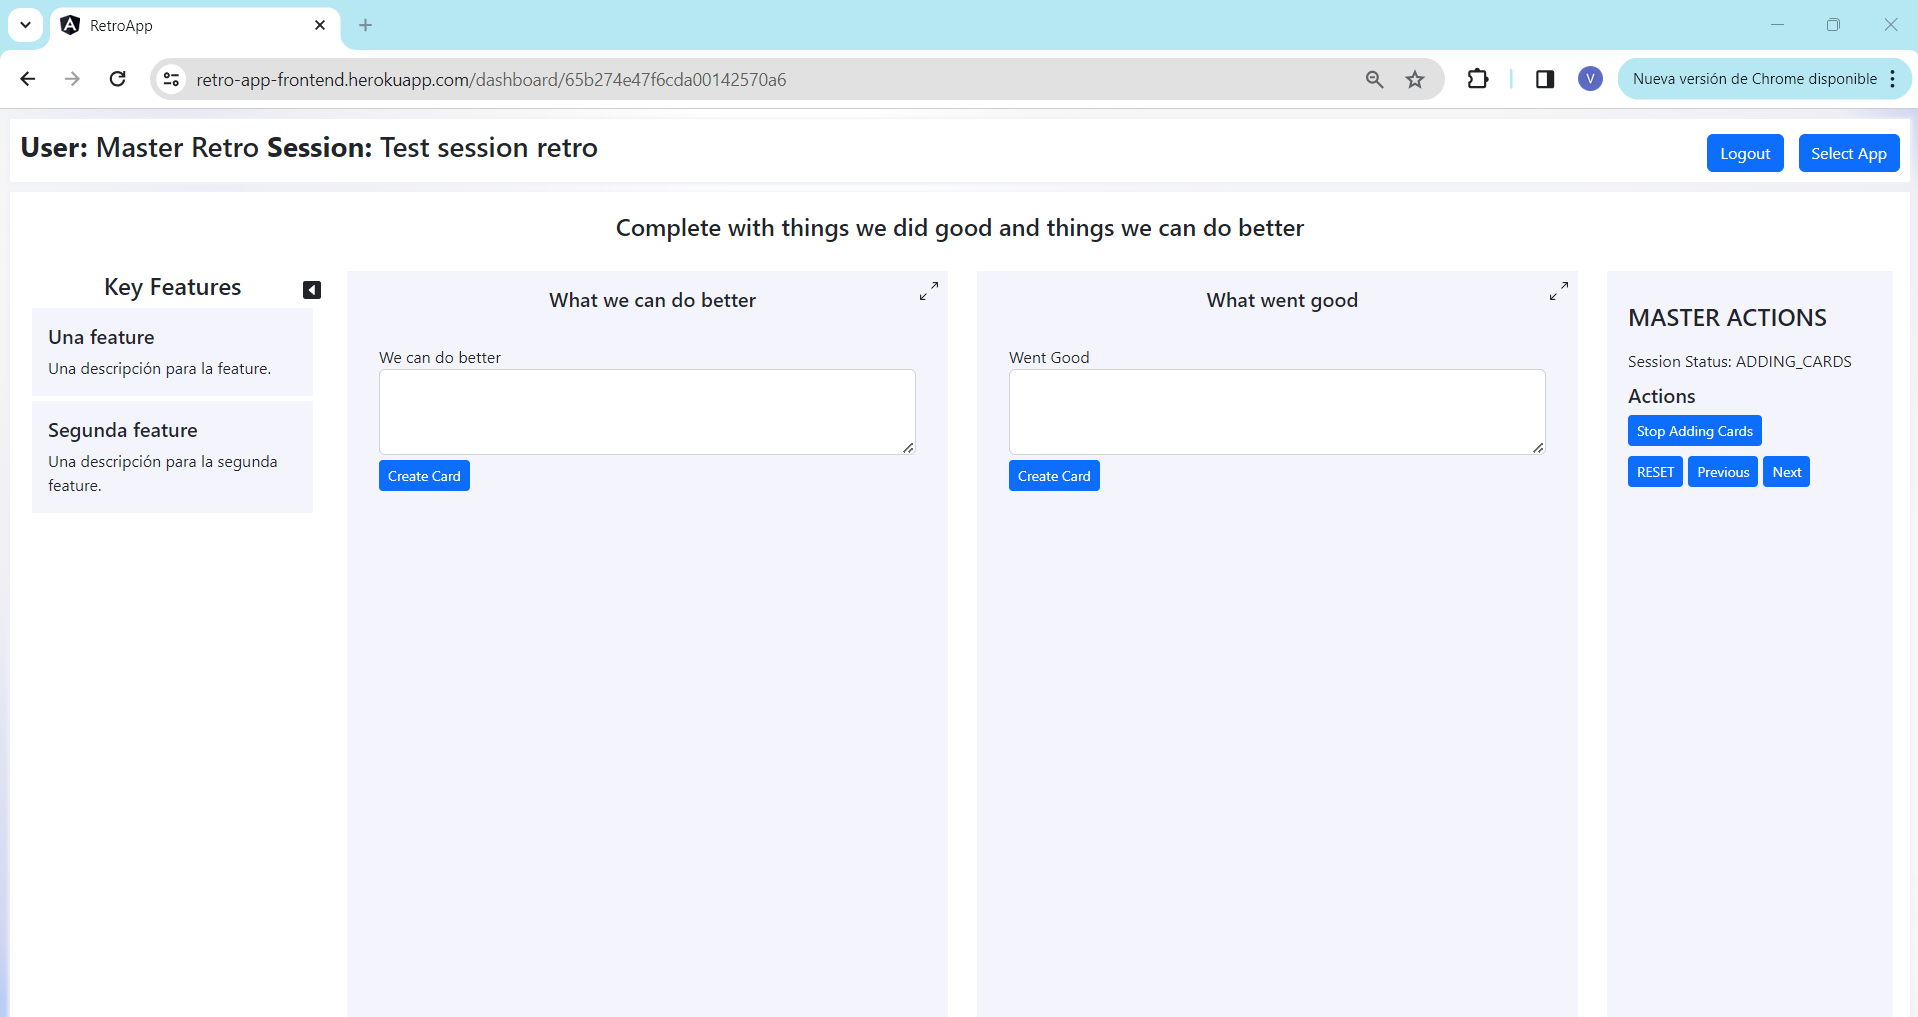 RetroApp
retro-app-frontend.herokuapp.com/dashboard/65b274e47f6cda00142570a6
V
Nueva versión de Chrome disponible
User: Master Retro Session: Test session retro
Logout
Select App
Complete with things we did good and things we can do better
Key Features
Una feature
Una descripción para la feature.
Segunda feature
Una descripción para la segunda
feature.
What we can do better
We can do better
Create Card
What went good
Went Good
Create Card
MASTER ACTIONS
Session Status: ADDING_CARDS
Actions
Stop Adding Cards
RESET
Previous
Next